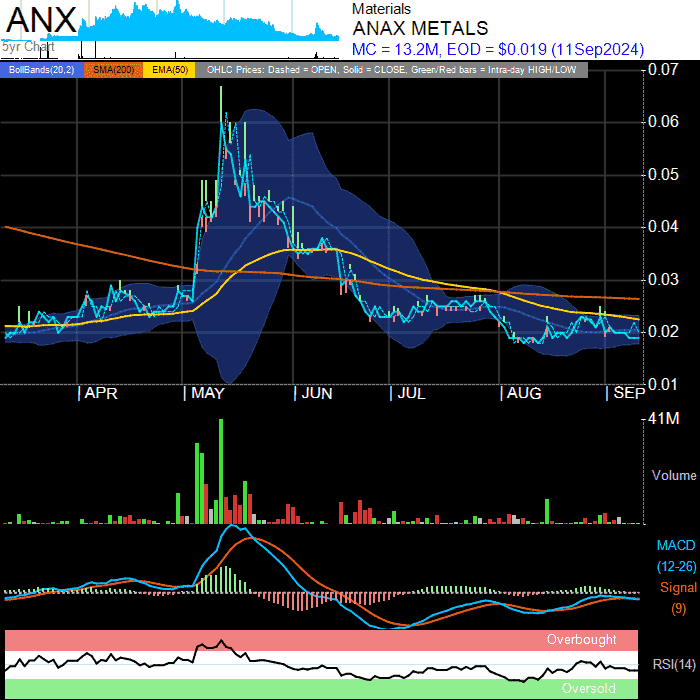 ANX
5yr Chart
Materials
ANAX METALS
MC = 13.2M, EOD = $0.019 (11Sep2024)
BollBands(20,2) SMA(200) EMA(50) OHLC Prices: Dashed = OPEN, Solid = CLOSE, Green/Red bars = Intra-day HIGH/LOW
0.07
0.06
0.05
0.04
0.03
0.02
0.01
APR MAY JUN JUL AUG SEP
41M
Volume
MACD
(12-26)
Signal
(9)
Overbought
RSI(14)
Oversold